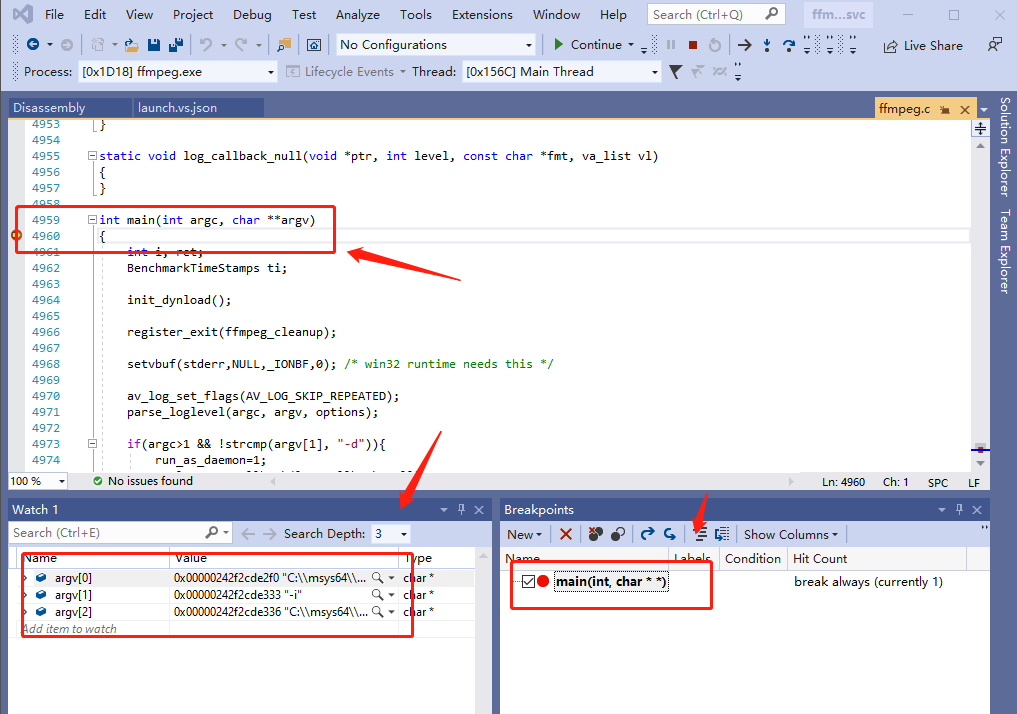 File Edit View Project Debug Test Analyze Tools Extensions Window Help Search (Ctrl+Q) ffm...svc
No Configurations Continue Live Share
Process: [0x1D18] ffmpeg.exe Lifecycle Events Thread: [0x156C] Main Thread
Disassembly launch.vs.json ffmpeg.c
Solution Explorer
Team Explorer
4953 }
4954
4955 static void log_callback_null(void *ptr, int level, const char *fmt, va_list vl)
4956 {
4957 }
4958
4959 int main(int argc, char **argv)
4960 {
4961 int i, ret;
4962 BenchmarkTimeStamps ti;
4963
4964 init_dynload();
4965
4966 register_exit(ffmpeg_cleanup);
4967
4968 setvbuf(stderr,NULL,_IONBF,0); /* win32 runtime needs this */
4969
4970 av_log_set_flags(AV_LOG_SKIP_REPEATED);
4971 parse_loglevel(argc, argv, options);
4972
4973 if(argc>1 && !strcmp(argv[1], "-d")){
4974 run_as_daemon=1;
100 % No issues found Ln: 4960 Ch: 1 SPC LF
Watch 1
Search (Ctrl+E) Search Depth: 3
Name Value Type
argv[0] 0x00000242f2cde2f0 "C:\\msys64\\... char *
argv[1] 0x00000242f2cde333 "-i" char *
argv[2] 0x00000242f2cde336 "C:\\msys64\\... char *
Add item to watch
Breakpoints
New Show Columns
Name Labels Condition Hit Count
main(int, char * *) break always (currently 1)